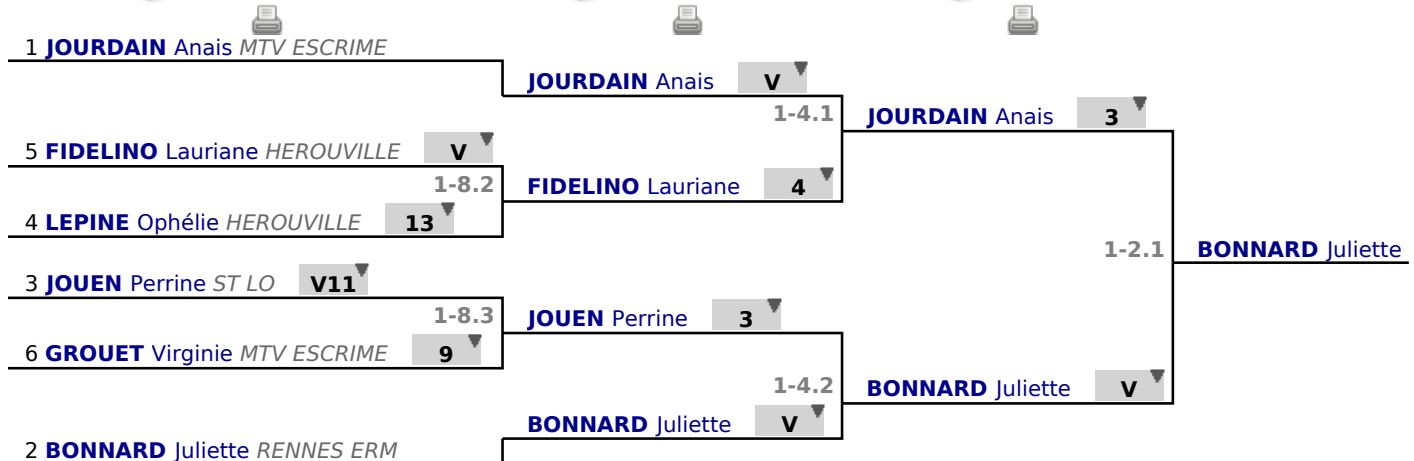 1 JOURDAIN Anais MTV ESCRIME
JOURDAIN Anais V
1-4.1
JOURDAIN Anais 3
5 FIDELINO Lauriane HEROUVILLE V
1-8.2
FIDELINO Lauriane 4
4 LEPINE Ophélie HEROUVILLE 13
1-2.1
BONNARD Juliette
3 JOUEN Perrine ST LO V11
1-8.3
JOUEN Perrine 3
6 GROUET Virginie MTV ESCRIME 9
1-4.2
BONNARD Juliette V
BONNARD Juliette V
2 BONNARD Juliette RENNES ERM